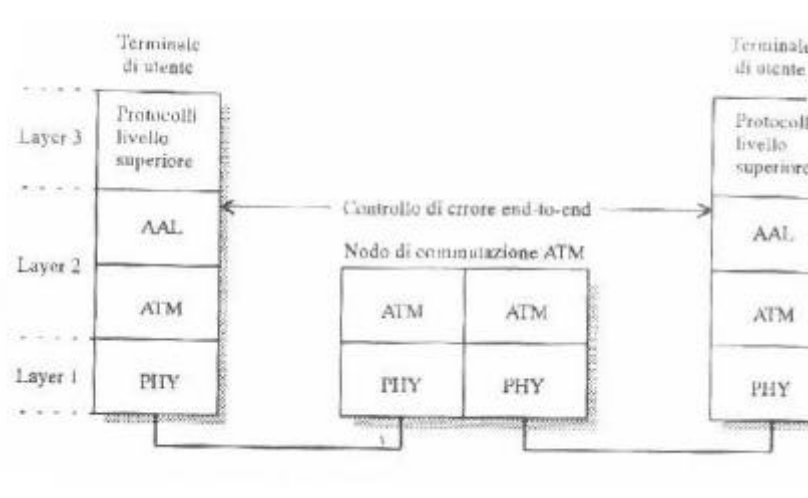 Terminale
di utente
Terminale
di utente
Layer 3
Protocolli
livello
superiore
Protocolli
livello
superiore
Controllo di errore end-to-end
Layer 2
AAL
AAL
Nodo di commutazione ATM
ATM
ATM
ATM
ATM
Layer 1
PHY
PHY
PHY
PHY